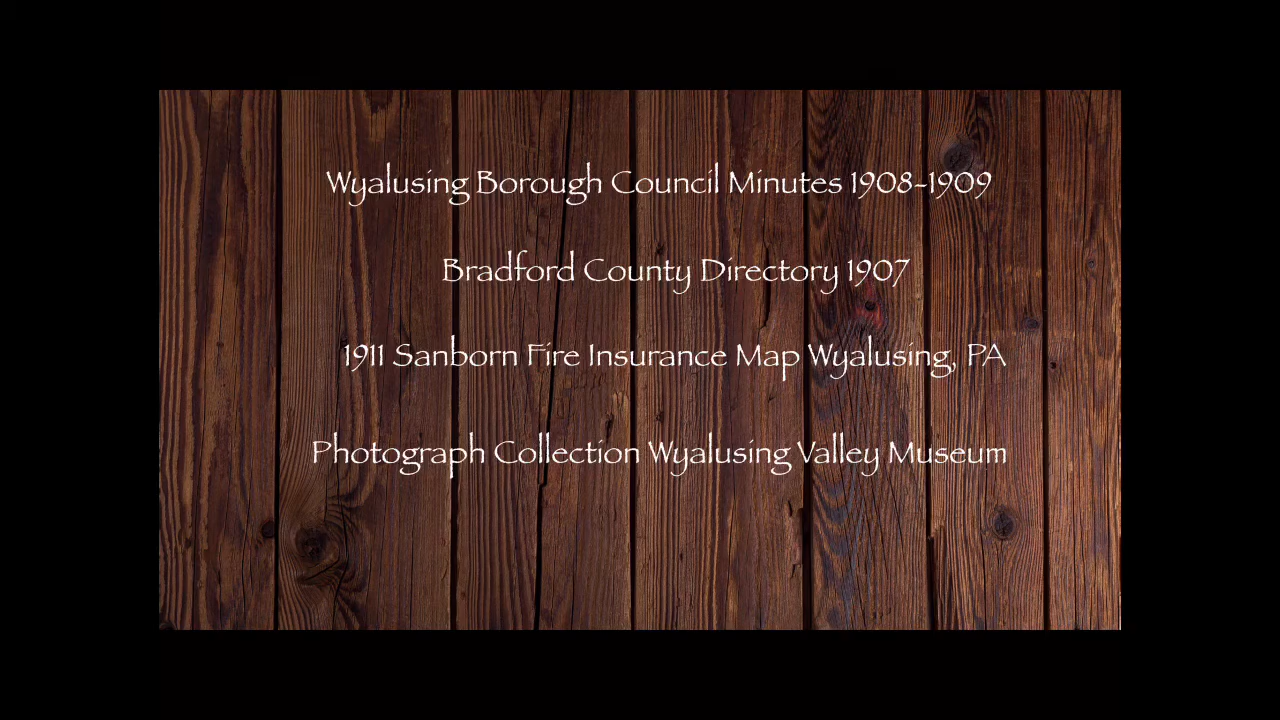 Wyalusing Borough Council Minutes 1908-1909
Bradford County Directory 1907
1911 Sanborn Fire Insurance Map Wyalusing, PA
Photograph Collection Wyalusing Valley Museum